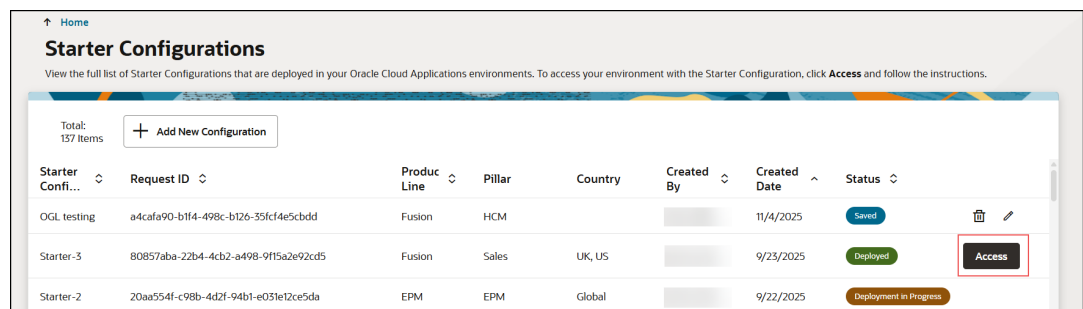 ↑ Home
Starter Configurations
View the full list of Starter Configurations that are deployed in your Oracle Cloud Applications environments. To access your environment with the Starter Configuration, click Access and follow the instructions.
Total:
137 Items
+ Add New Configuration
Starter Confi... Request ID Produc Line Pillar Country Created By Created Date Status
OGL testing a4cafa90-b1f4-498c-b126-35fcf4e5cbdd Fusion HCM 11/4/2025 Saved
Starter-3 80857aba-22b4-4cb2-a498-9f15a2e92cd5 Fusion Sales UK, US 9/23/2025 Deployed Access
Starter-2 20aa554f-c98b-4d2f-94b1-e031e12ce5da EPM EPM Global 9/22/2025 Deployment in Progress